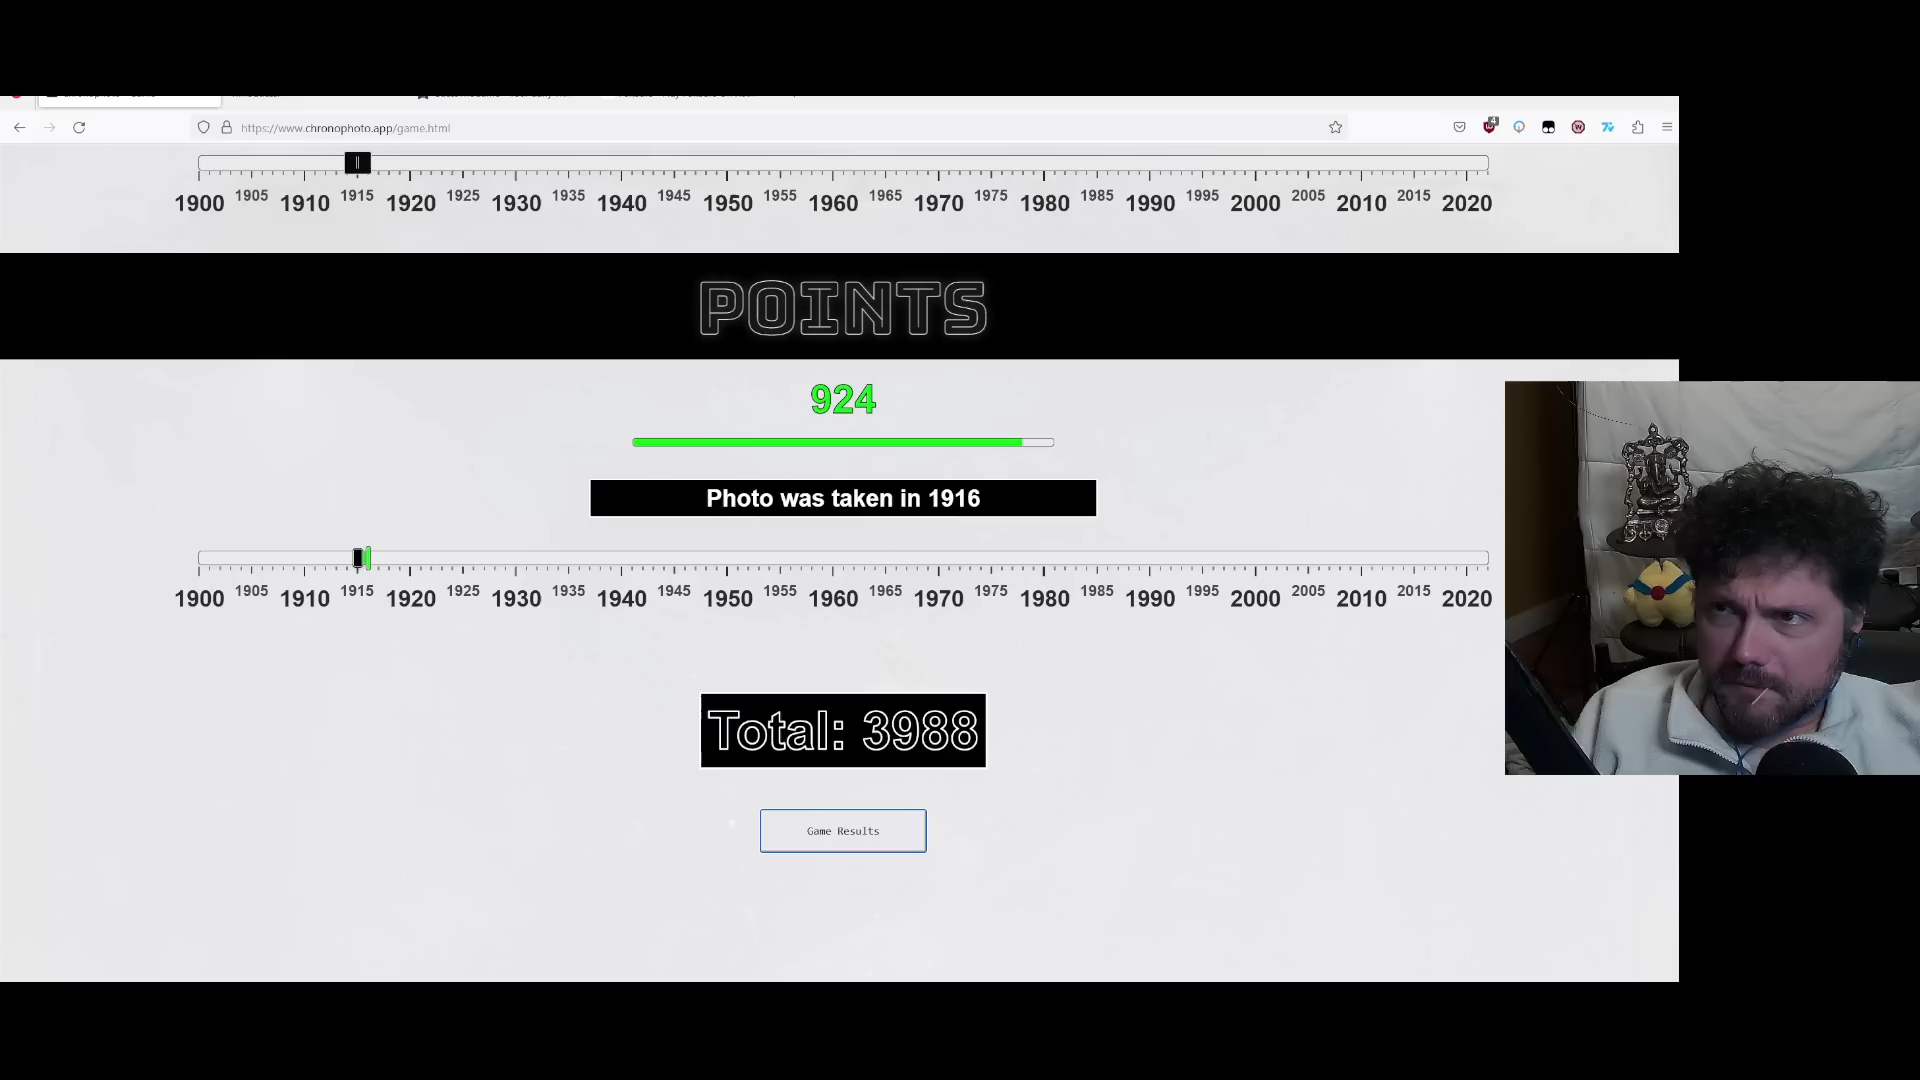 https://www.chronophoto.app/game.html
4
1900 1905 1910 1915 1920 1925 1930 1935 1940 1945 1950 1955 1960 1965 1970 1975 1980 1985 1990 1995 2000 2005 2010 2015 2020
POINTS
924
Photo was taken in 1916
1900 1905 1910 1915 1920 1925 1930 1935 1940 1945 1950 1955 1960 1965 1970 1975 1980 1985 1990 1995 2000 2005 2010 2015 2020
Total: 3988
Game Results